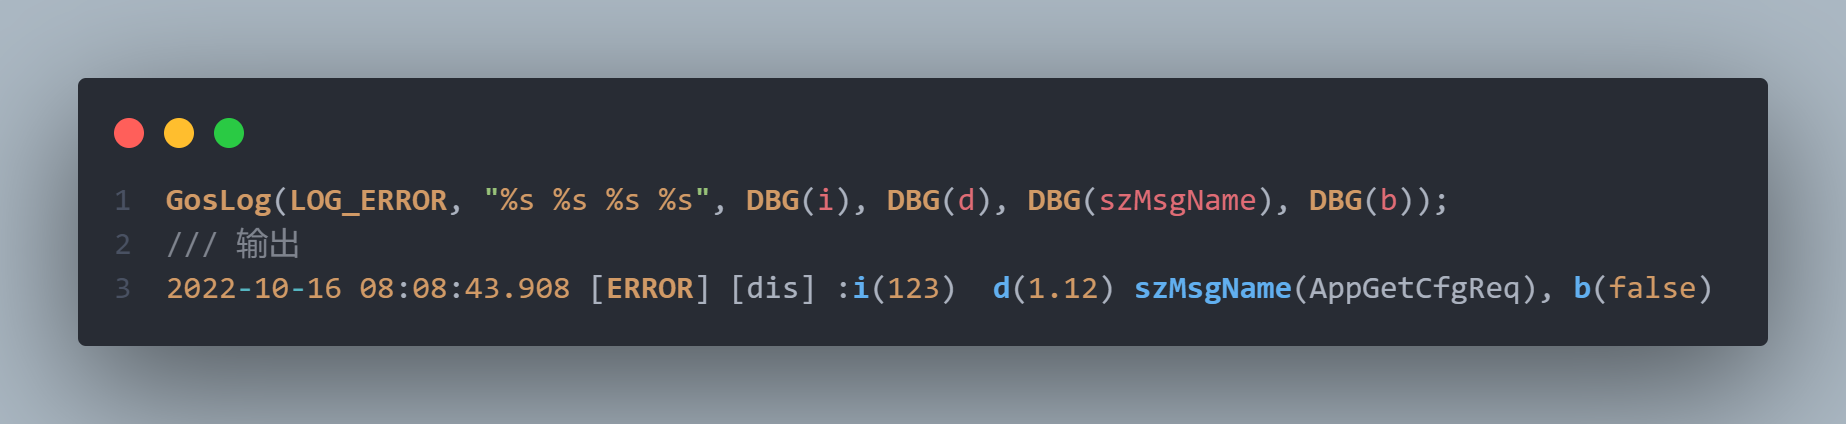 1 GosLog(LOG_ERROR, "%s %s %s %s", DBG(i), DBG(d), DBG(szMsgName), DBG(b));
2 /// 输出
3 2022-10-16 08:08:43.908 [ERROR] [dis] :i(123)  d(1.12) szMsgName(AppGetCfgReq), b(false)